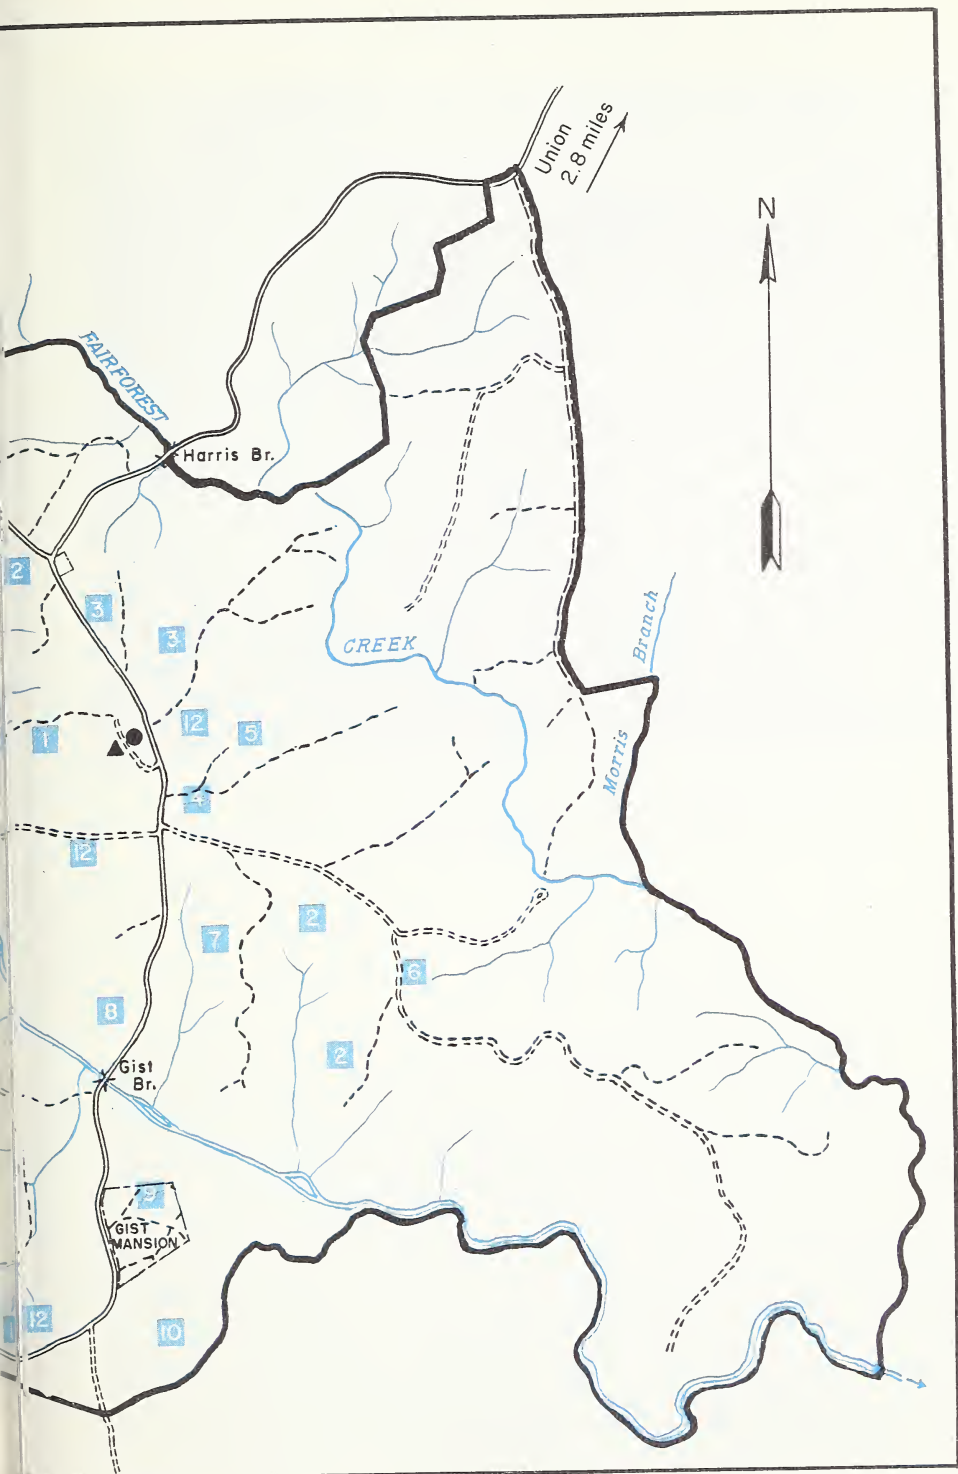 Union
2.8 miles
N
FAIRFOREST
Harris Br.
2
3
3
CREEK
Branch
Morris
12
5
1
4
12
2
7
6
8
2
Gist
Br.
9
GIST
MANSION
12
10